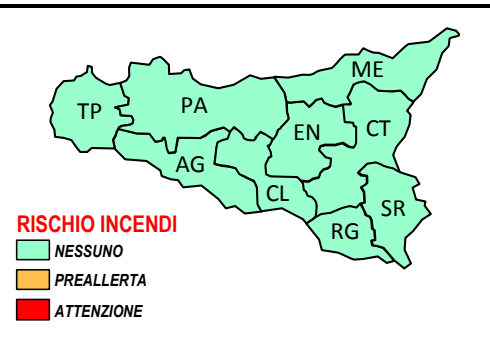 ME
PA
TP
EN
CT
AG
CL
SR
RG
RISCHIO INCENDI
NESSUNO
PREALLERTA
ATTENZIONE